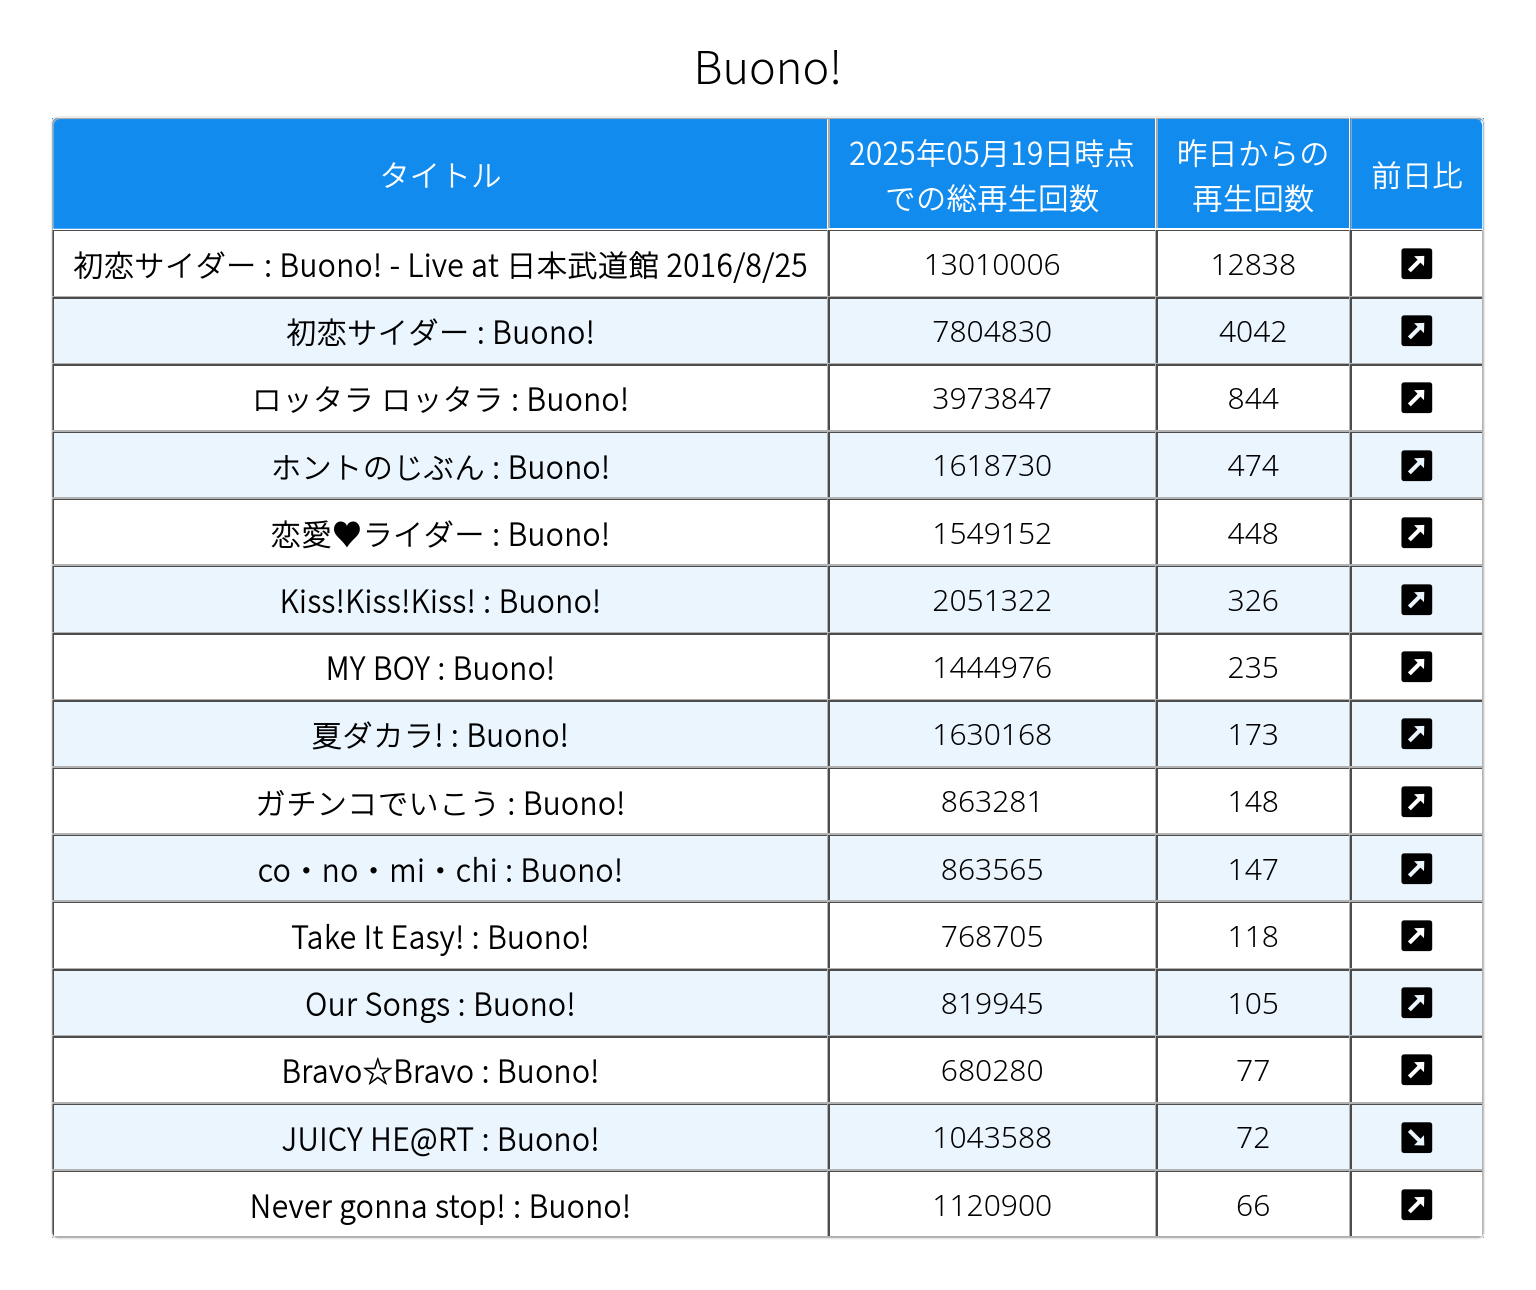 Buono!
タイトル 2025年05月19日時点での総再生回数 昨日からの再生回数 前日比
初恋サイダー : Buono! - Live at 日本武道館 2016/8/25 13010006 12838 ↗
初恋サイダー : Buono! 7804830 4042 ↗
ロッタラ ロッタラ : Buono! 3973847 844 ↗
ホントのじぶん : Buono! 1618730 474 ↗
恋愛♥ライダー : Buono! 1549152 448 ↗
Kiss!Kiss!Kiss! : Buono! 2051322 326 ↗
MY BOY : Buono! 1444976 235 ↗
夏ダカラ! : Buono! 1630168 173 ↗
ガチンコでいこう : Buono! 863281 148 ↗
co・no・mi・chi : Buono! 863565 147 ↗
Take It Easy! : Buono! 768705 118 ↗
Our Songs : Buono! 819945 105 ↗
Bravo☆Bravo : Buono! 680280 77 ↗
JUICY HE@RT : Buono! 1043588 72 ↘
Never gonna stop! : Buono! 1120900 66 ↗